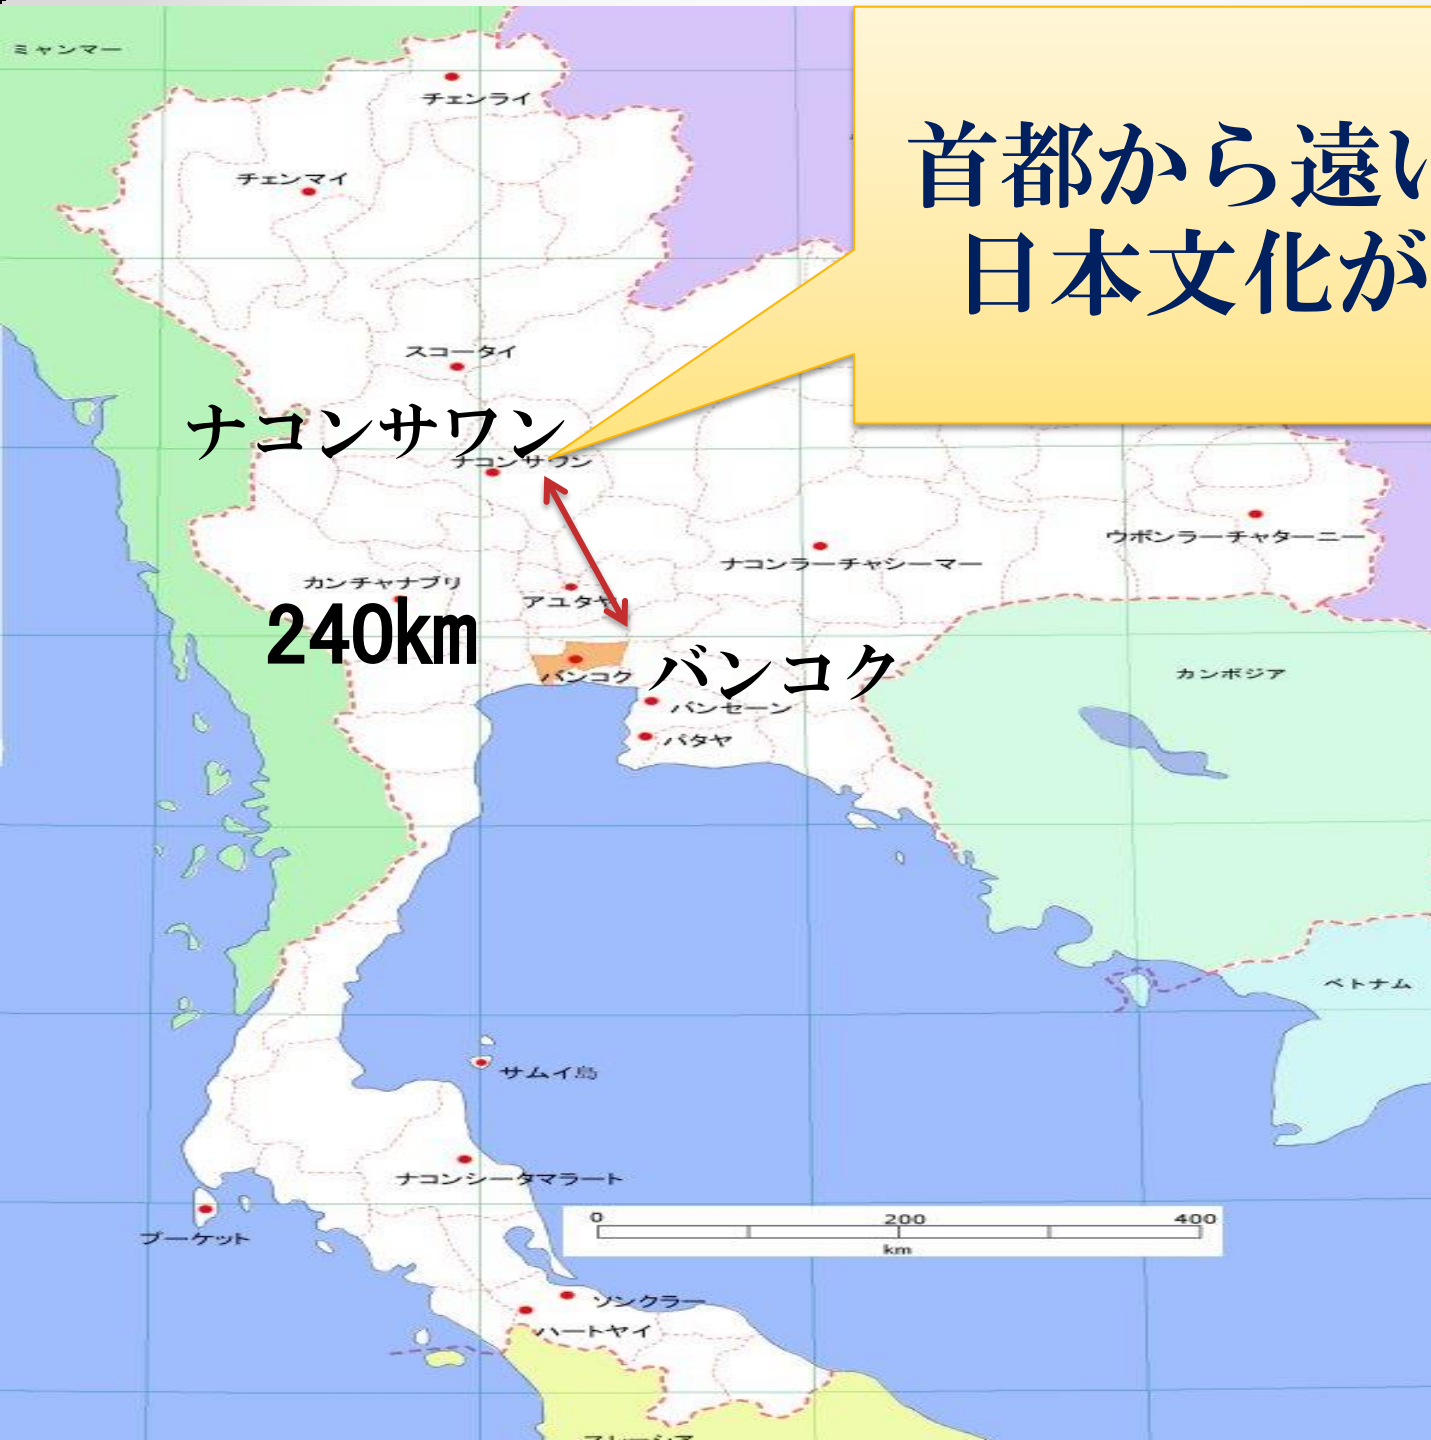 ミャンマー
チェンライ
チェンマイ
首都から遠い
日本文化が
スコータイ
ナコンサワン
ナコンサワン
ウボンラーチャターニー
ナコンラーチャシーマー
カンチャナブリ
アユタヤ
240km
バンコク
バンコク
カンボジア
バンセーン
パタヤ
ベトナム
サムイ島
ナコンシータマラート
0 200 400
km
プーケット
ソンクラー
ハートヤイ